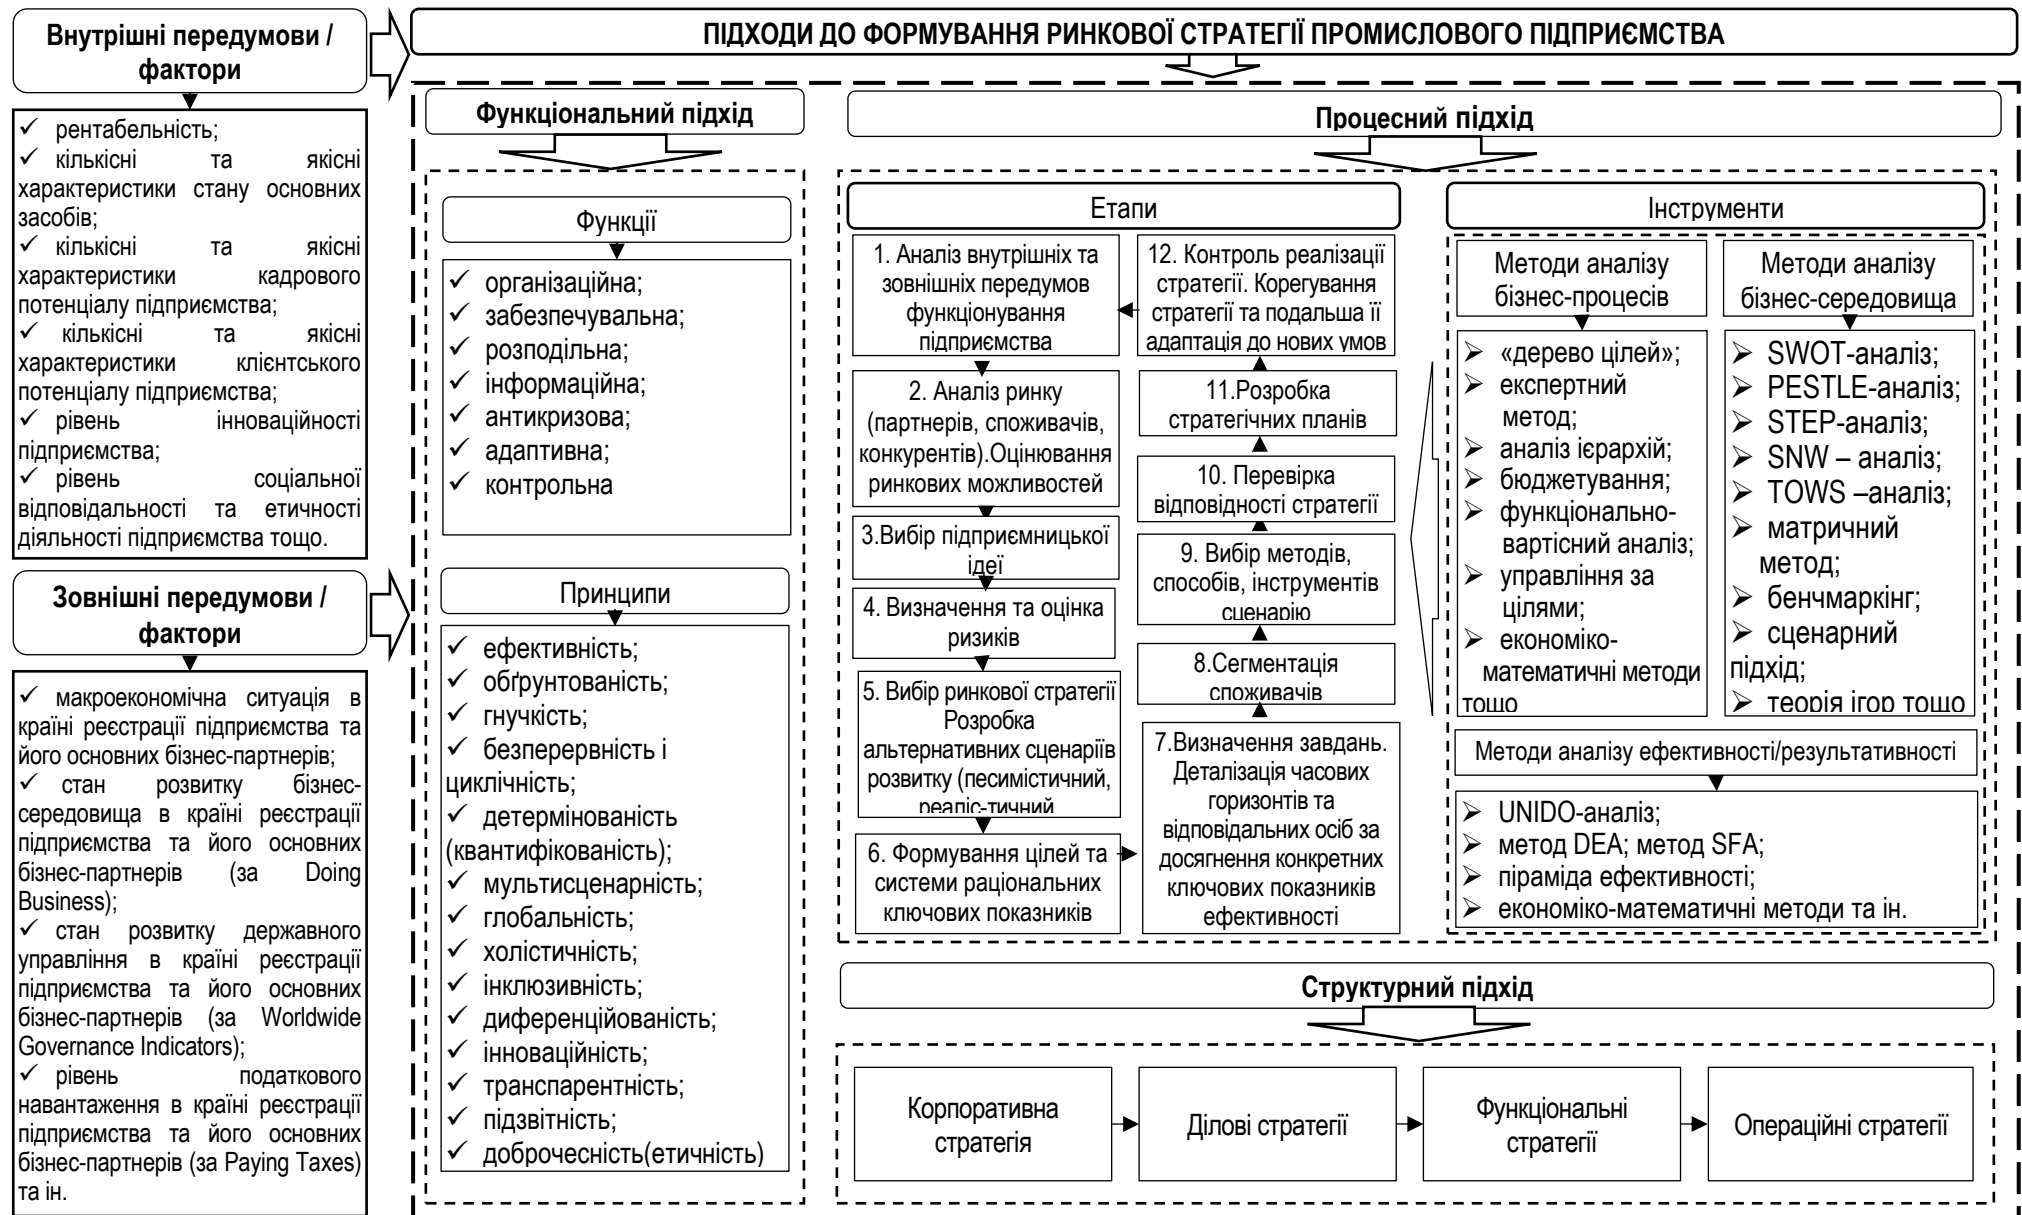 Внутрішні передумови /
фактори
✓ рентабельність;
✓ кількісні та якісні
характеристики стану основних
засобів;
✓ кількісні та якісні
характеристики кадрового
потенціалу підприємства;
✓ кількісні та якісні
характеристики клієнтського
потенціалу підприємства;
✓ рівень інноваційності
підприємства;
✓ рівень соціальної
відповідальності та етичності
діяльності підприємства тощо.
Зовнішні передумови /
фактори
✓ макроекономічна ситуація в
країні реєстрації підприємства та
його основних бізнес-партнерів;
✓ стан розвитку бізнес-
середовища в країні реєстрації
підприємства та його основних
бізнес-партнерів (за Doing
Business);
✓ стан розвитку державного
управління в країні реєстрації
підприємства та його основних
бізнес-партнерів (за Worldwide
Governance Indicators);
✓ рівень податкового
навантаження в країні реєстрації
підприємства та його основних
бізнес-партнерів (за Paying Taxes)
та ін.
ПІДХОДИ ДО ФОРМУВАННЯ РИНКОВОЇ СТРАТЕГІЇ ПРОМИСЛОВОГО ПІДПРИЄМСТВА
Функціональний підхід
Функції
✓ організаційна;
✓ забезпечувальна;
✓ розподільна;
✓ інформаційна;
✓ антикризова;
✓ адаптивна;
✓ контрольна
Принципи
✓ ефективність;
✓ обґрунтованість;
✓ гнучкість;
✓ безперервність і
циклічність;
✓ детермінованість
(квантифікованість);
✓ мультисценарність;
✓ глобальність;
✓ холістичність;
✓ інклюзивність;
✓ диференційованість;
✓ інноваційність;
✓ транспарентність;
✓ підзвітність;
✓ доброчесність(етичність)
Процесний підхід
Етапи
1. Аналіз внутрішніх та
зовнішніх передумов
функціонування
підприємства
2. Аналіз ринку
(партнерів, споживачів,
конкурентів).Оцінювання
ринкових можливостей
3.Вибір підприємницької
ідеї
4. Визначення та оцінка
ризиків
5. Вибір ринкової стратегії
Розробка
альтернативних сценаріїв
розвитку (песимістичний,
реаліс-тичний
6. Формування цілей та
системи раціональних
ключових показників
7.Визначення завдань.
Деталізація часових
горизонтів та
відповідальних осіб за
досягнення конкретних
ключових показників
ефективності
8.Сегментація
споживачів
9. Вибір методів,
способів, інструментів
сценарію
10. Перевірка
відповідності стратегії
11.Розробка
стратегічних планів
12. Контроль реалізації
стратегії. Корегування
стратегії та подальша її
адаптація до нових умов
Інструменти
Методи аналізу
бізнес-процесів
➢ «дерево цілей»;
➢ експертний
метод;
➢ аналіз ієрархій;
➢ бюджетування;
➢ функціонально-
вартісний аналіз;
➢ управління за
цілями;
➢ економіко-
математичні методи
тощо
Методи аналізу
бізнес-середовища
➢ SWOT-аналіз;
➢ PESTLE-аналіз;
➢ STEP-аналіз;
➢ SNW – аналіз;
➢ TOWS –аналіз;
➢ матричний
метод;
➢ бенчмаркінг;
➢ сценарний
підхід;
➢ теорія ігор тощо
Методи аналізу ефективності/результативності
➢ UNIDO-аналіз;
➢ метод DEA; метод SFA;
➢ піраміда ефективності;
➢ економіко-математичні методи та ін.
Структурний підхід
Корпоративна
стратегія
Ділові стратегії
Функціональні
стратегії
Операційні стратегії